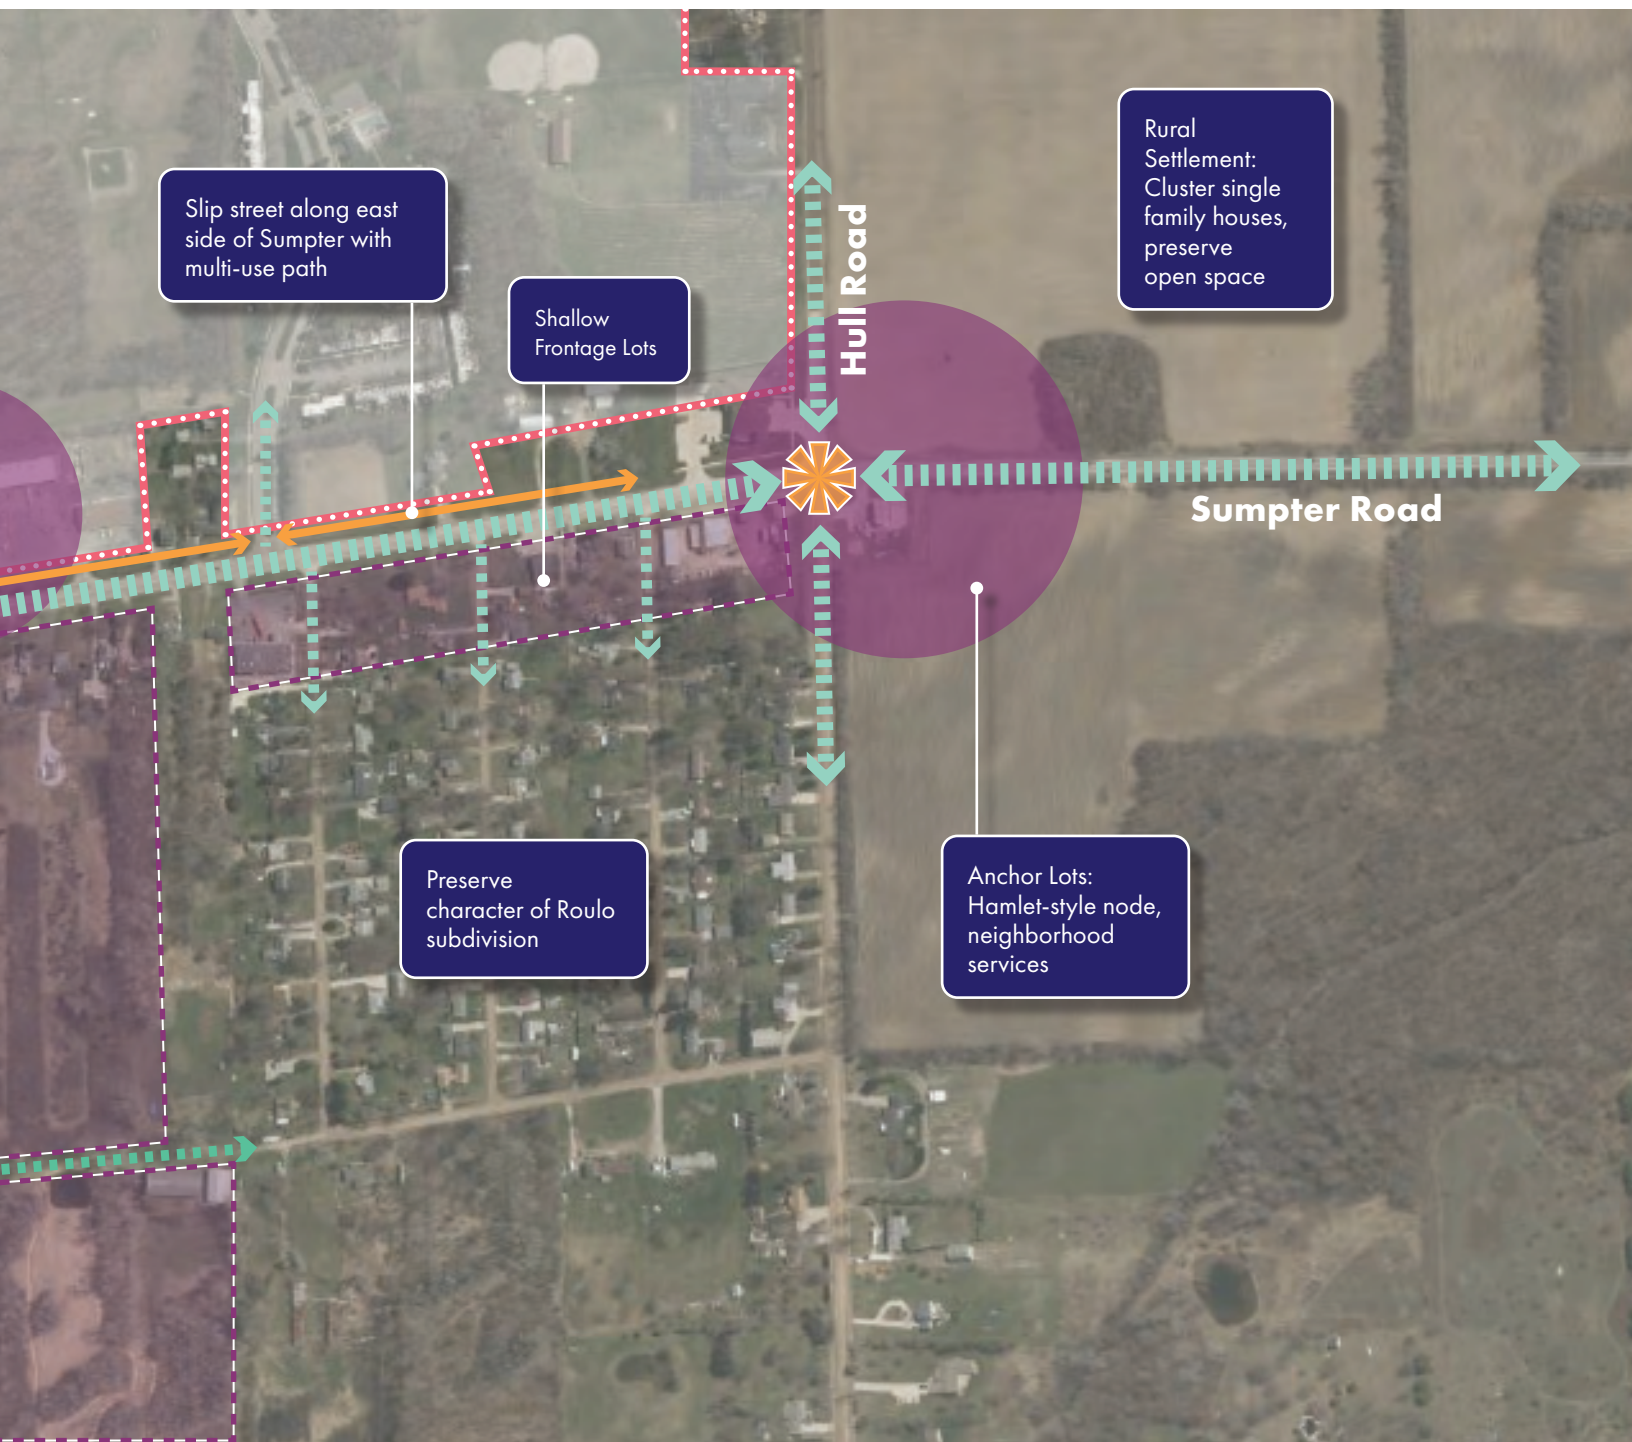 Rural
Settlement:
Cluster single
family houses,
preserve
open space
Slip street along east
side of Sumpter with
multi-use path
Shallow
Frontage Lots
Hull Road
Sumpter Road
Preserve
character of Roulo
subdivision
Anchor Lots:
Hamlet-style node,
neighborhood
services